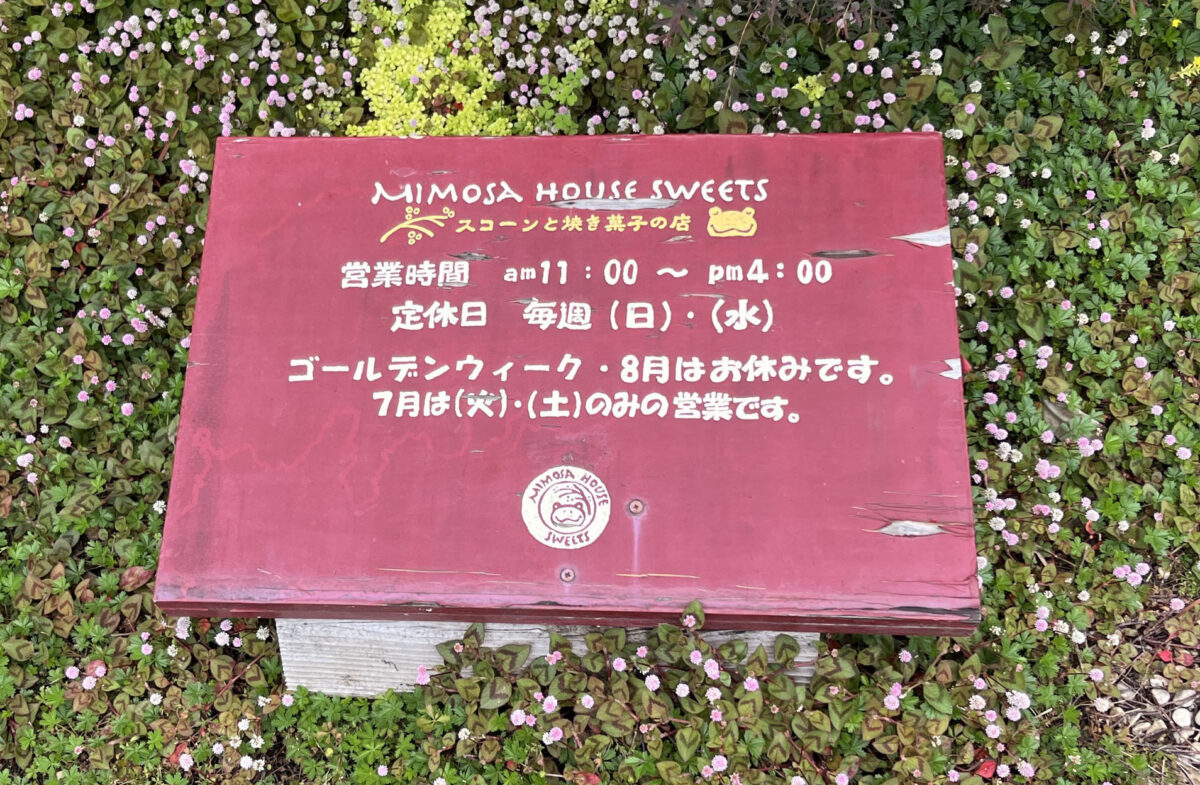 MIMOSA HOUSE SWEETS
スコーンと焼き菓子の店
営業時間 am11:00 ～ pm4:00
定休日 毎週(日)・(水)
ゴールデンウィーク・8月はお休みです。
7月は(火)・(土)のみの営業です。
MIMOSA HOUSE
SWEETS